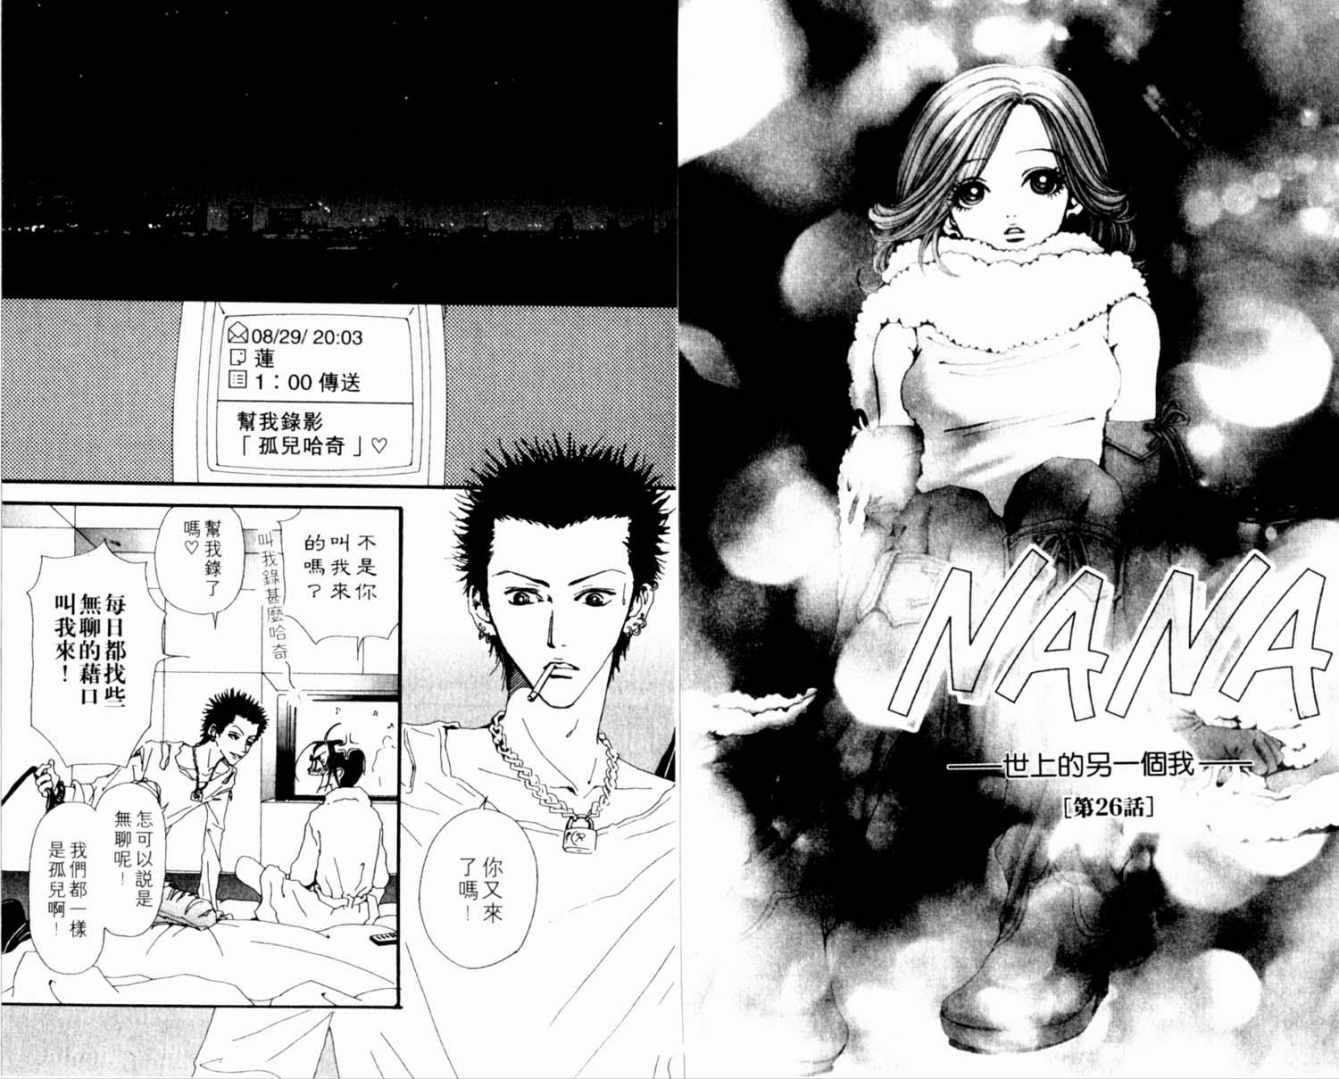 NANA
世上的另一個我
[第26話]
08/29/ 20:03
蓮
1：00 傳送
幫我錄影
「孤兒哈奇」♡
你又來
了嗎！
不是你
叫我來
的嗎？
叫我錄甚麼哈奇
幫我錄了
嗎♡
每日都找些
無聊的藉口
叫我來！
怎可以說是
無聊呢！
我們都一樣
是孤兒啊！